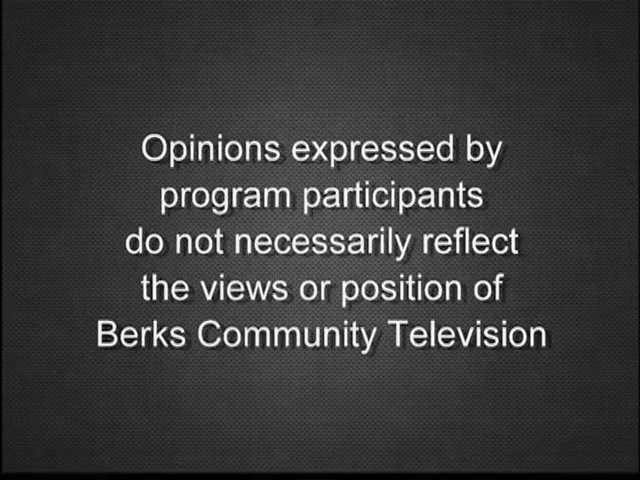 Opinions expressed by
program participants
do not necessarily reflect
the views or position of
Berks Community Television